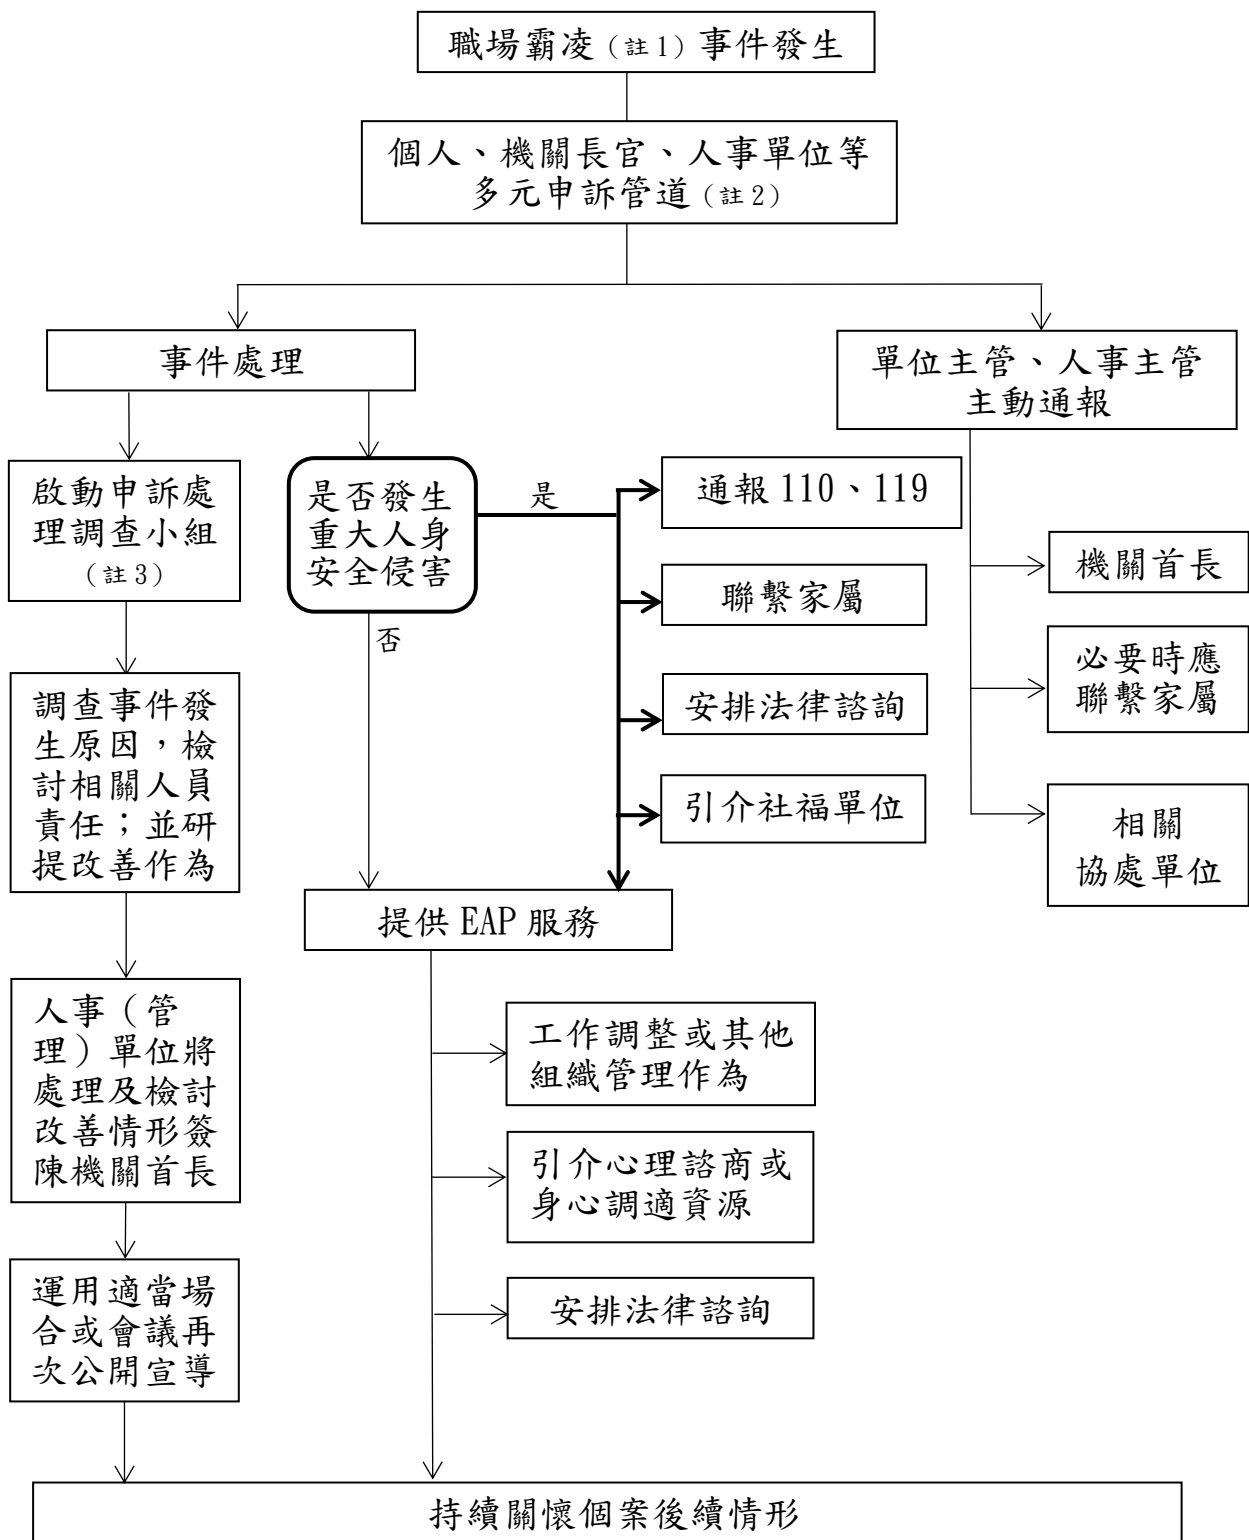 職場霸凌（註1）事件發生
個人、機關長官、人事單位等
多元申訴管道（註2）
事件處理
單位主管、人事主管
主動通報
啟動申訴處
理調查小組
（註3）
是否發生
重大人身
安全侵害
是
否
通報 110、119
聯繫家屬
安排法律諮詢
引介社福單位
機關首長
必要時應
聯繫家屬
相關
協處單位
調查事件發
生原因，檢
討相關人員
責任；並研
提改善作為
提供 EAP 服務
人事（管
理）單位將
處理及檢討
改善情形簽
陳機關首長
工作調整或其他
組織管理作為
引介心理諮商或
身心調適資源
安排法律諮詢
運用適當場
合或會議再
次公開宣導
持續關懷個案後續情形